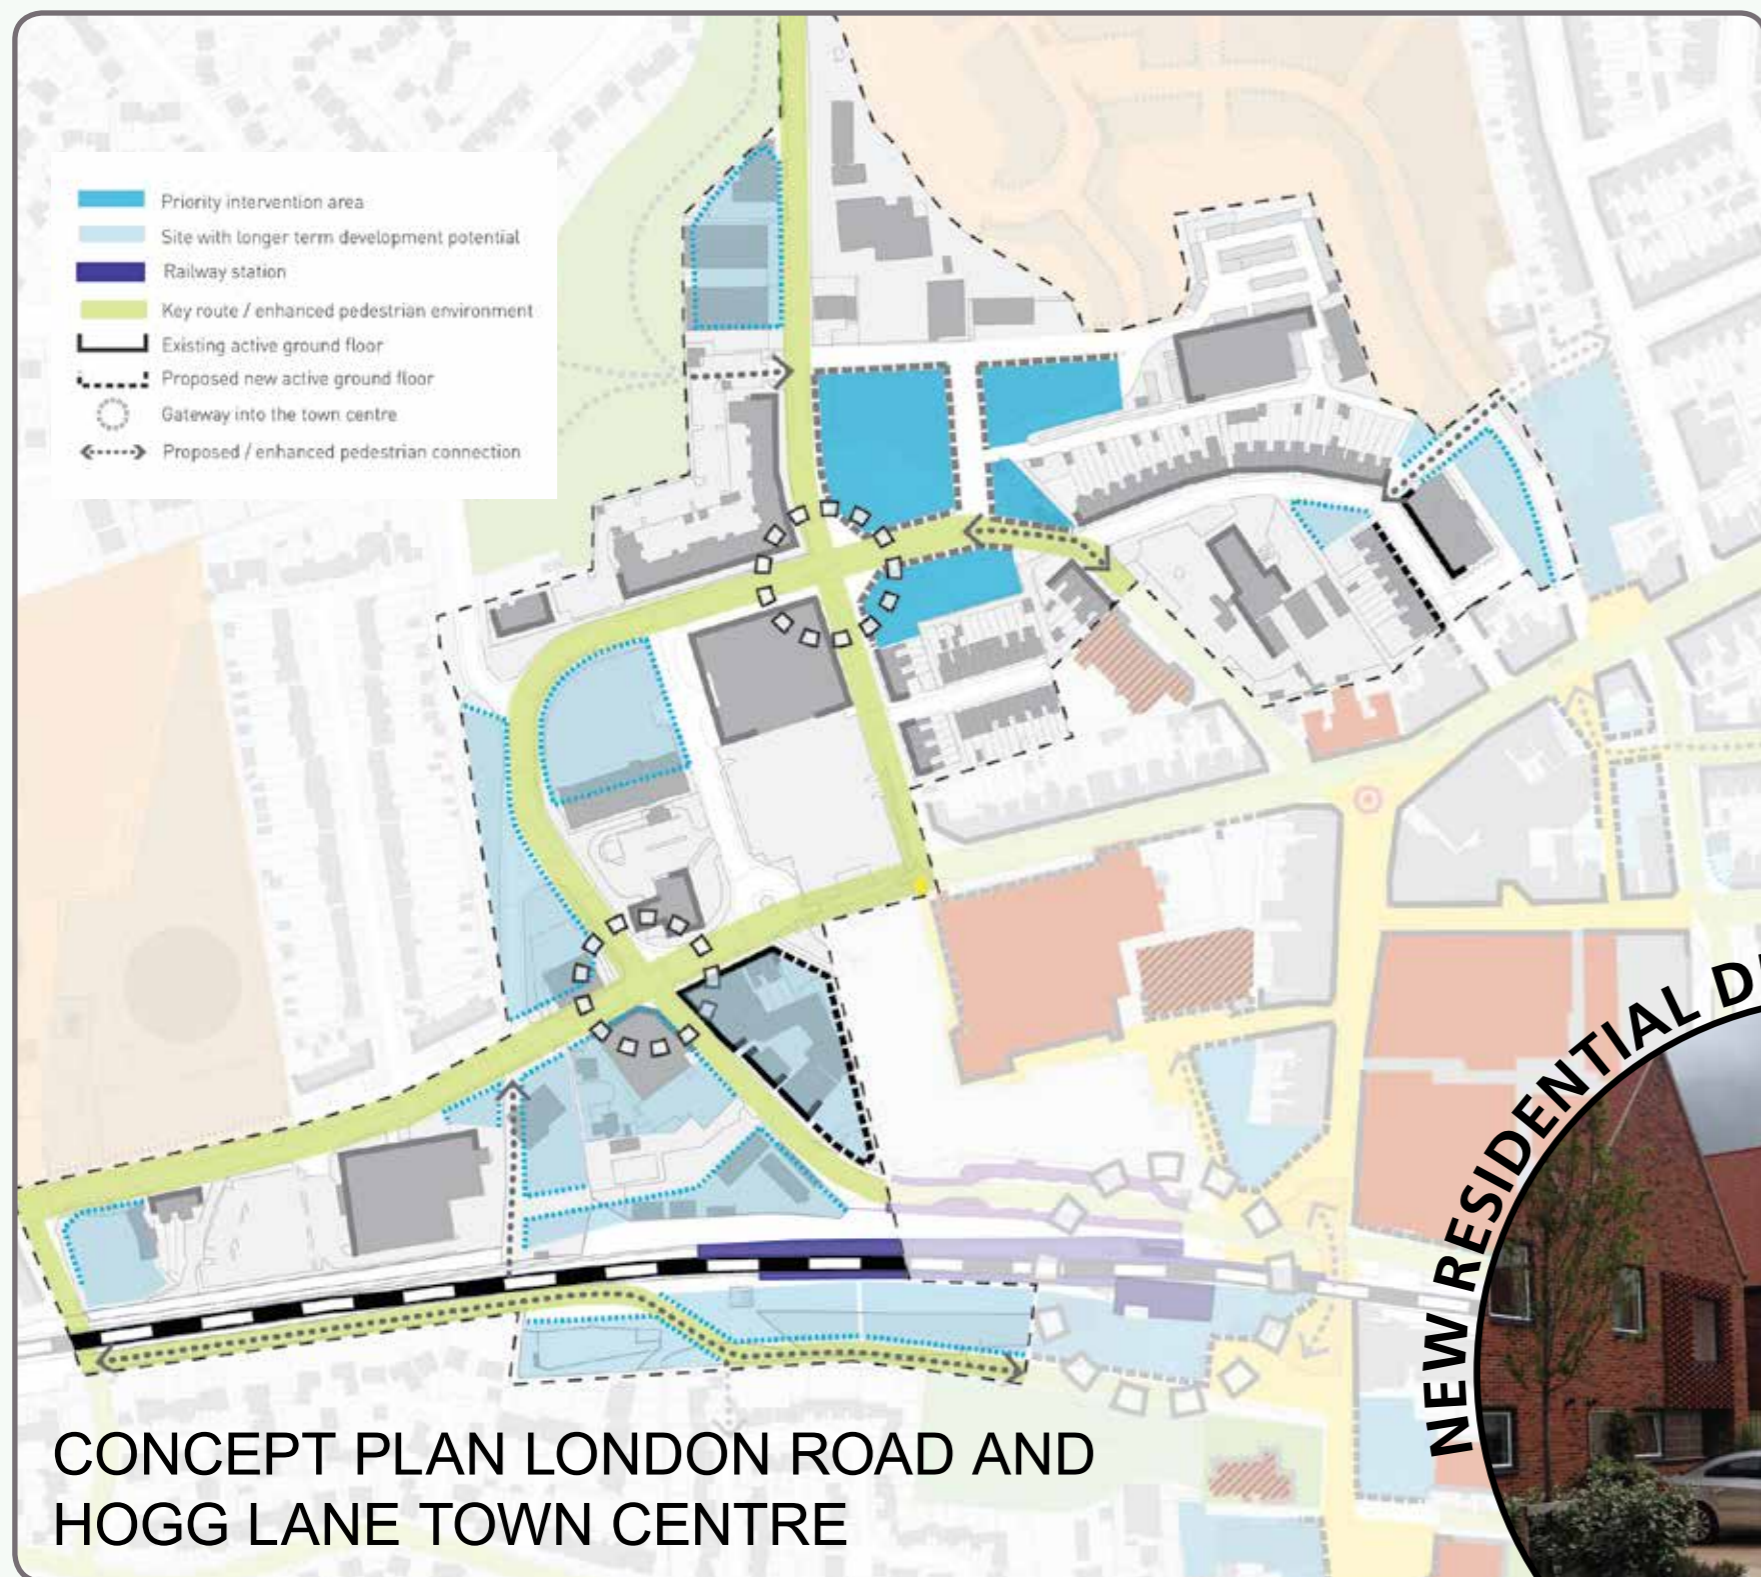 Priority intervention area
Site with longer term development potential
Railway station
Key route / enhanced pedestrian environment
Existing active ground floor
Proposed new active ground floor
Gateway into the town centre
Proposed / enhanced pedestrian connection
NEW RESIDENTIAL D
CONCEPT PLAN LONDON ROAD AND
HOGG LANE TOWN CENTRE